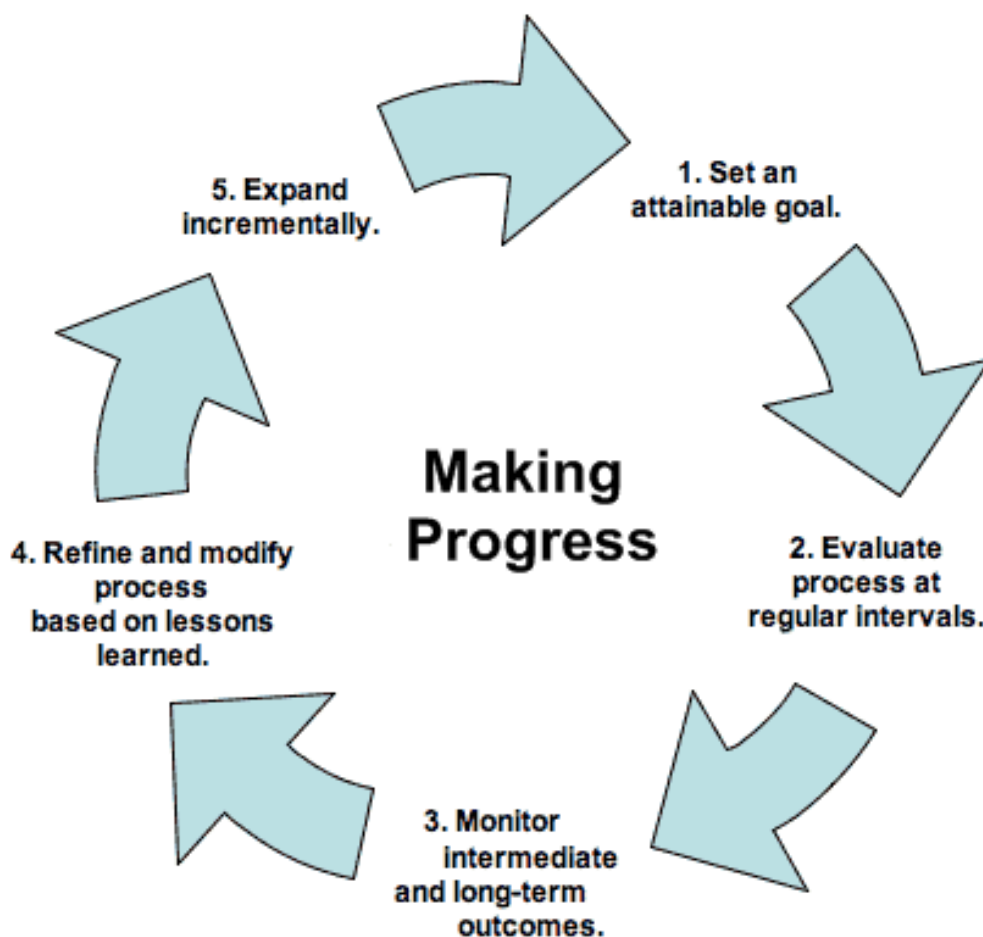 Making
Progress
1. Set an
attainable goal.
2. Evaluate
process at
regular intervals.
3. Monitor
intermediate
and long-term
outcomes.
4. Refine and modify
process
based on lessons
learned.
5. Expand
incrementally.